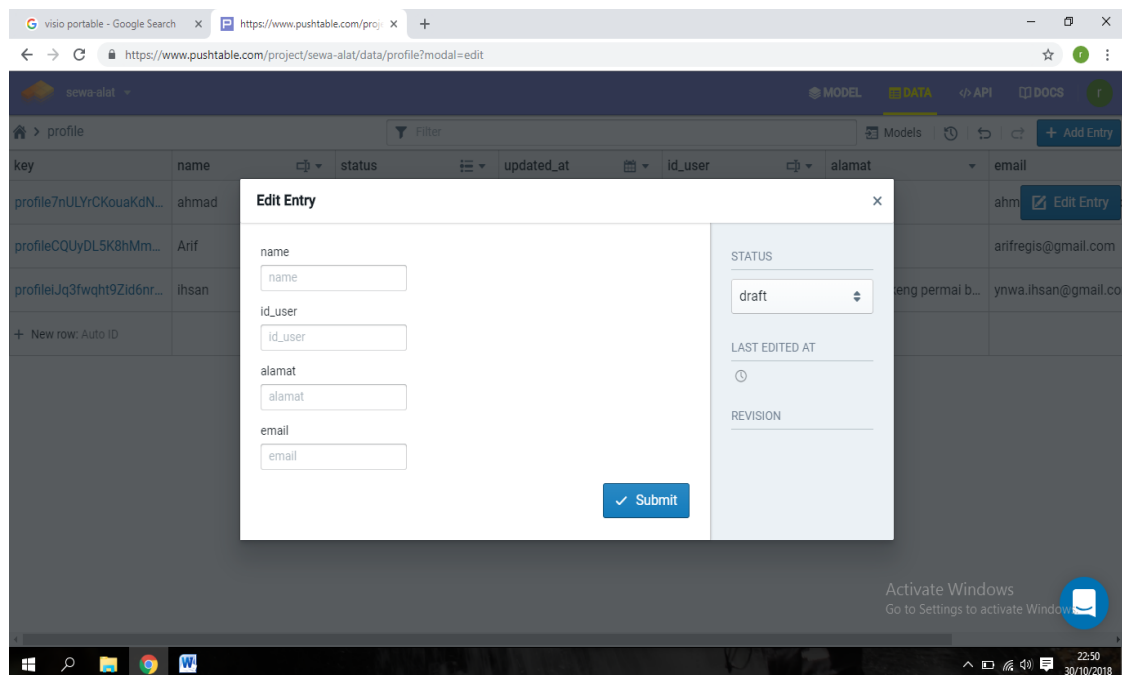 visio portable - Google Search
https://www.pushtable.com/proj
https://www.pushtable.com/project/sewa-alat/data/profile?modal=edit
r
sewa-alat
MODEL
DATA
</> API
DOCS
r
> profile
Filter
Models
+ Add Entry
key name status updated_at id_user alamat email
profile7nULYrCKouaKdN... ahmad ahm
Edit Entry
profileCQUyDL5K8hMm... Arif arifregis@gmail.com
profileiJq3fwqht9Zid6nr... ihsan keng permai b... ynwa.ihsan@gmail.co
+ New row: Auto ID
Edit Entry
name
name
id_user
id_user
alamat
alamat
email
email
Submit
STATUS
draft
LAST EDITED AT
REVISION
Activate Windows
Go to Settings to activate Windows
22:50
30/10/2018